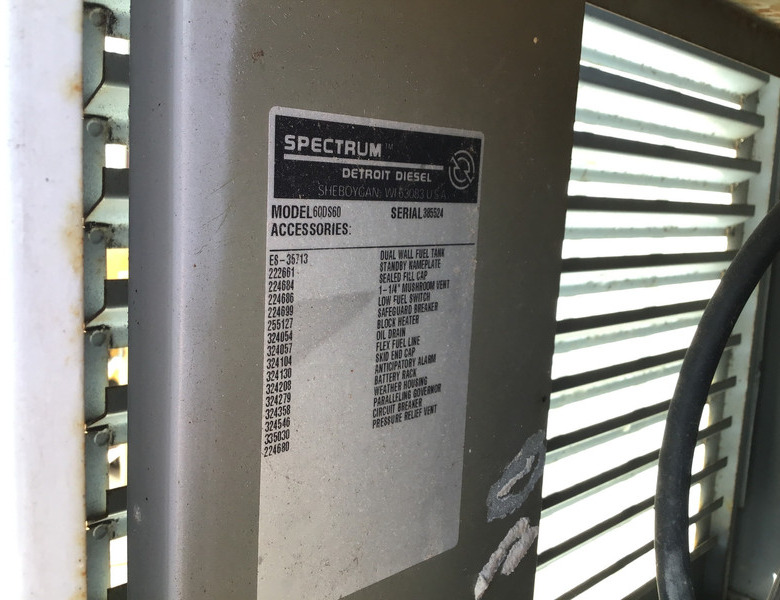 SPECTRUM™
DETROIT DIESEL
SHEBOYGAN, WI 53083 U.S.A.
MODEL 60DS60 SERIAL 385524
ACCESSORIES:
ES-35713 DUAL WALL FUEL TANK
222661 STANDBY NAMEPLATE
224684 SEALED FILL CAP
224686 1-1/4" MUSHROOM VENT
224699 LOW FUEL SWITCH
255127 SAFEGUARD BREAKER
324054 BLOCK HEATER
324057 OIL DRAIN
324104 FLEX FUEL LINE
324130 SKID END CAP
324208 ANTICIPATORY ALARM
324279 BATTERY RACK
324358 WEATHER HOUSING
324546 PARALLELING GOVERNOR
335030 CIRCUIT BREAKER
224680 PRESSURE RELIEF VENT